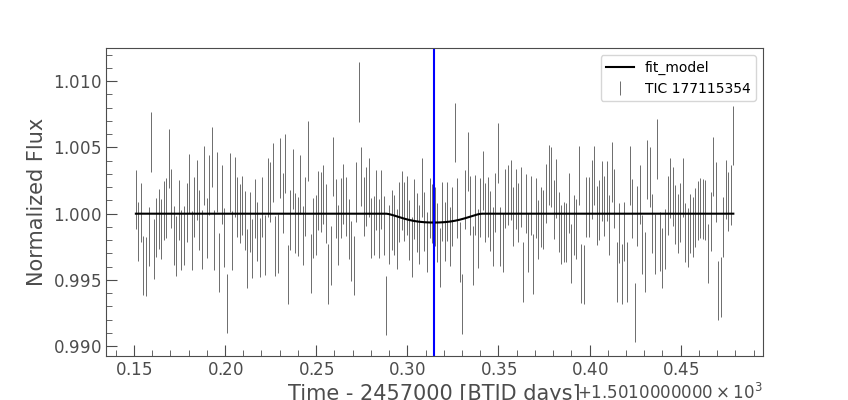 fit_model
TIC 177115354
1.010
1.005
1.000
0.995
0.990
Normalized Flux
0.15 0.20 0.25 0.30 0.35 0.40 0.45
Time - 2457000 [BTJD days]
+1.5010000000 × 10³